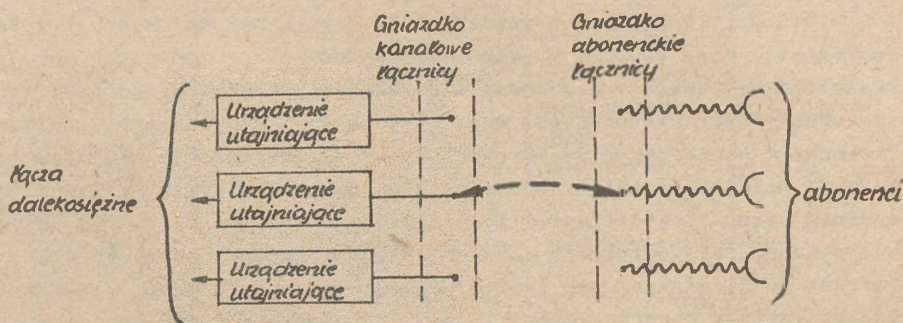 Gniazdko
kanałowe
łącznicy
Gniazdko
abonenckie
łącznicy
Urządzenie
utajniające
łącza
dalekosiężne
Urządzenie
utajniające
abonenci
Urządzenie
utajniające